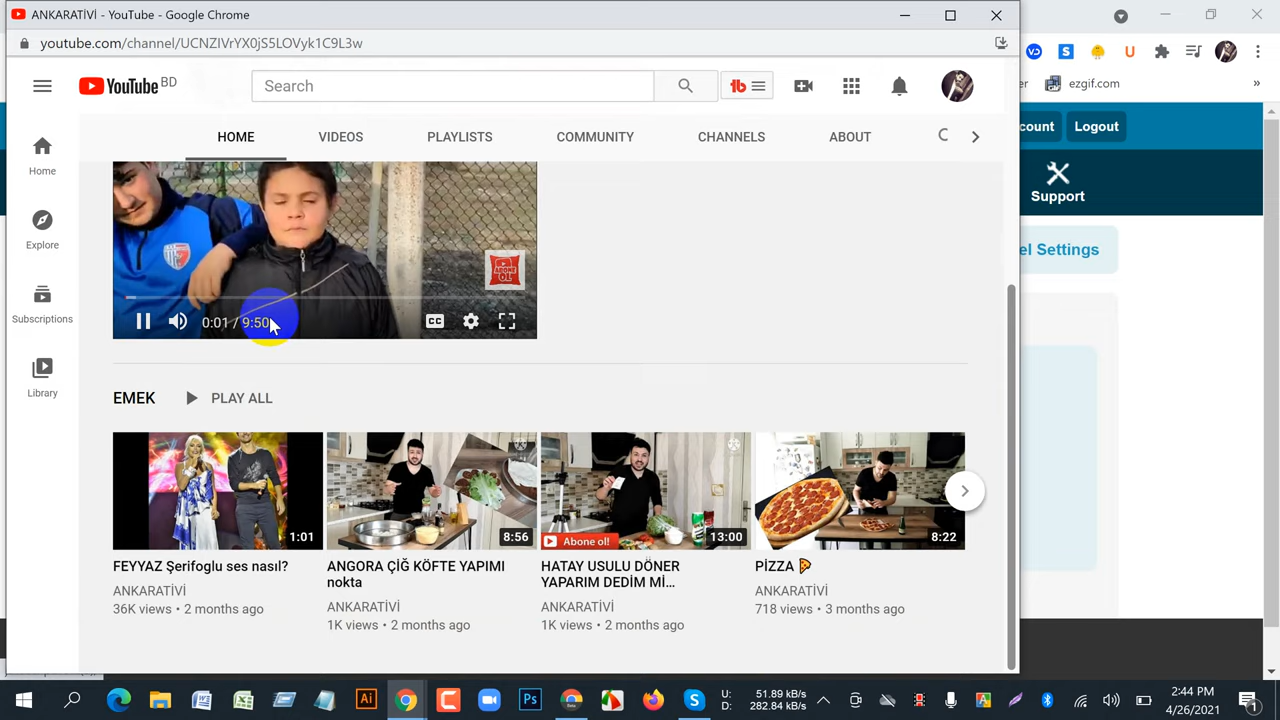 ANKARATİVİ - YouTube - Google Chrome
youtube.com/channel/UCNZIVrYX0jS5LOVyk1C9L3w
YouTube BD
Search
ezgif.com
»
HOME
VIDEOS
PLAYLISTS
COMMUNITY
CHANNELS
ABOUT
Logout
Home
Explore
Subscriptions
Library
Support
Settings
ABONE OL
0:01 / 9:50
CC
EMEK
PLAY ALL
1:01
8:56
Abone ol!
13:00
8:22
FEYYAZ Şerifoglu ses nasıl?
ANKARATİVİ
36K views • 2 months ago
ANGORA ÇİĞ KÖFTE YAPIMI
nokta
ANKARATİVİ
1K views • 2 months ago
HATAY USULU DÖNER
YAPARIM DEDİM Mİ...
ANKARATİVİ
1K views • 2 months ago
PİZZA 🍕
ANKARATİVİ
718 views • 3 months ago
U: 51.89 kB/s
D: 282.84 kB/s
2:44 PM
4/26/2021